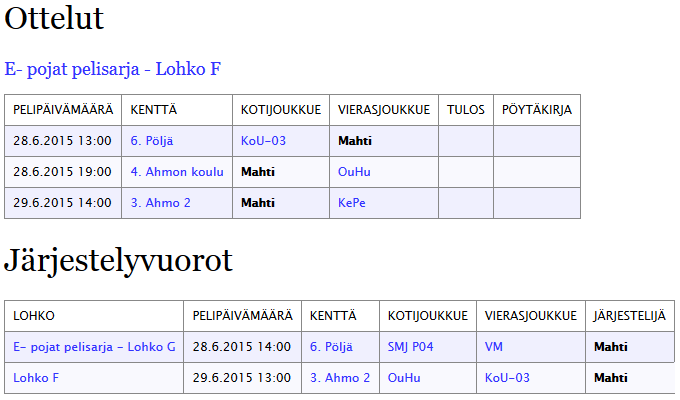 Ottelut
E- pojat pelisarja - Lohko F
PELIPÄIVÄMÄÄRÄ KENTTÄ KOTIJOUKKUE VIERASJOUKKUE TULOS PÖYTÄKIRJA
28.6.2015 13:00 6. Pöljä KoU-03 Mahti
28.6.2015 19:00 4. Ahmon koulu Mahti OuHu
29.6.2015 14:00 3. Ahmo 2 Mahti KePe
Järjestelyvuorot
LOHKO PELIPÄIVÄMÄÄRÄ KENTTÄ KOTIJOUKKUE VIERASJOUKKUE JÄRJESTELIJÄ
E- pojat pelisarja - Lohko G 28.6.2015 14:00 6. Pöljä SMJ P04 VM Mahti
Lohko F 29.6.2015 13:00 3. Ahmo 2 OuHu KoU-03 Mahti